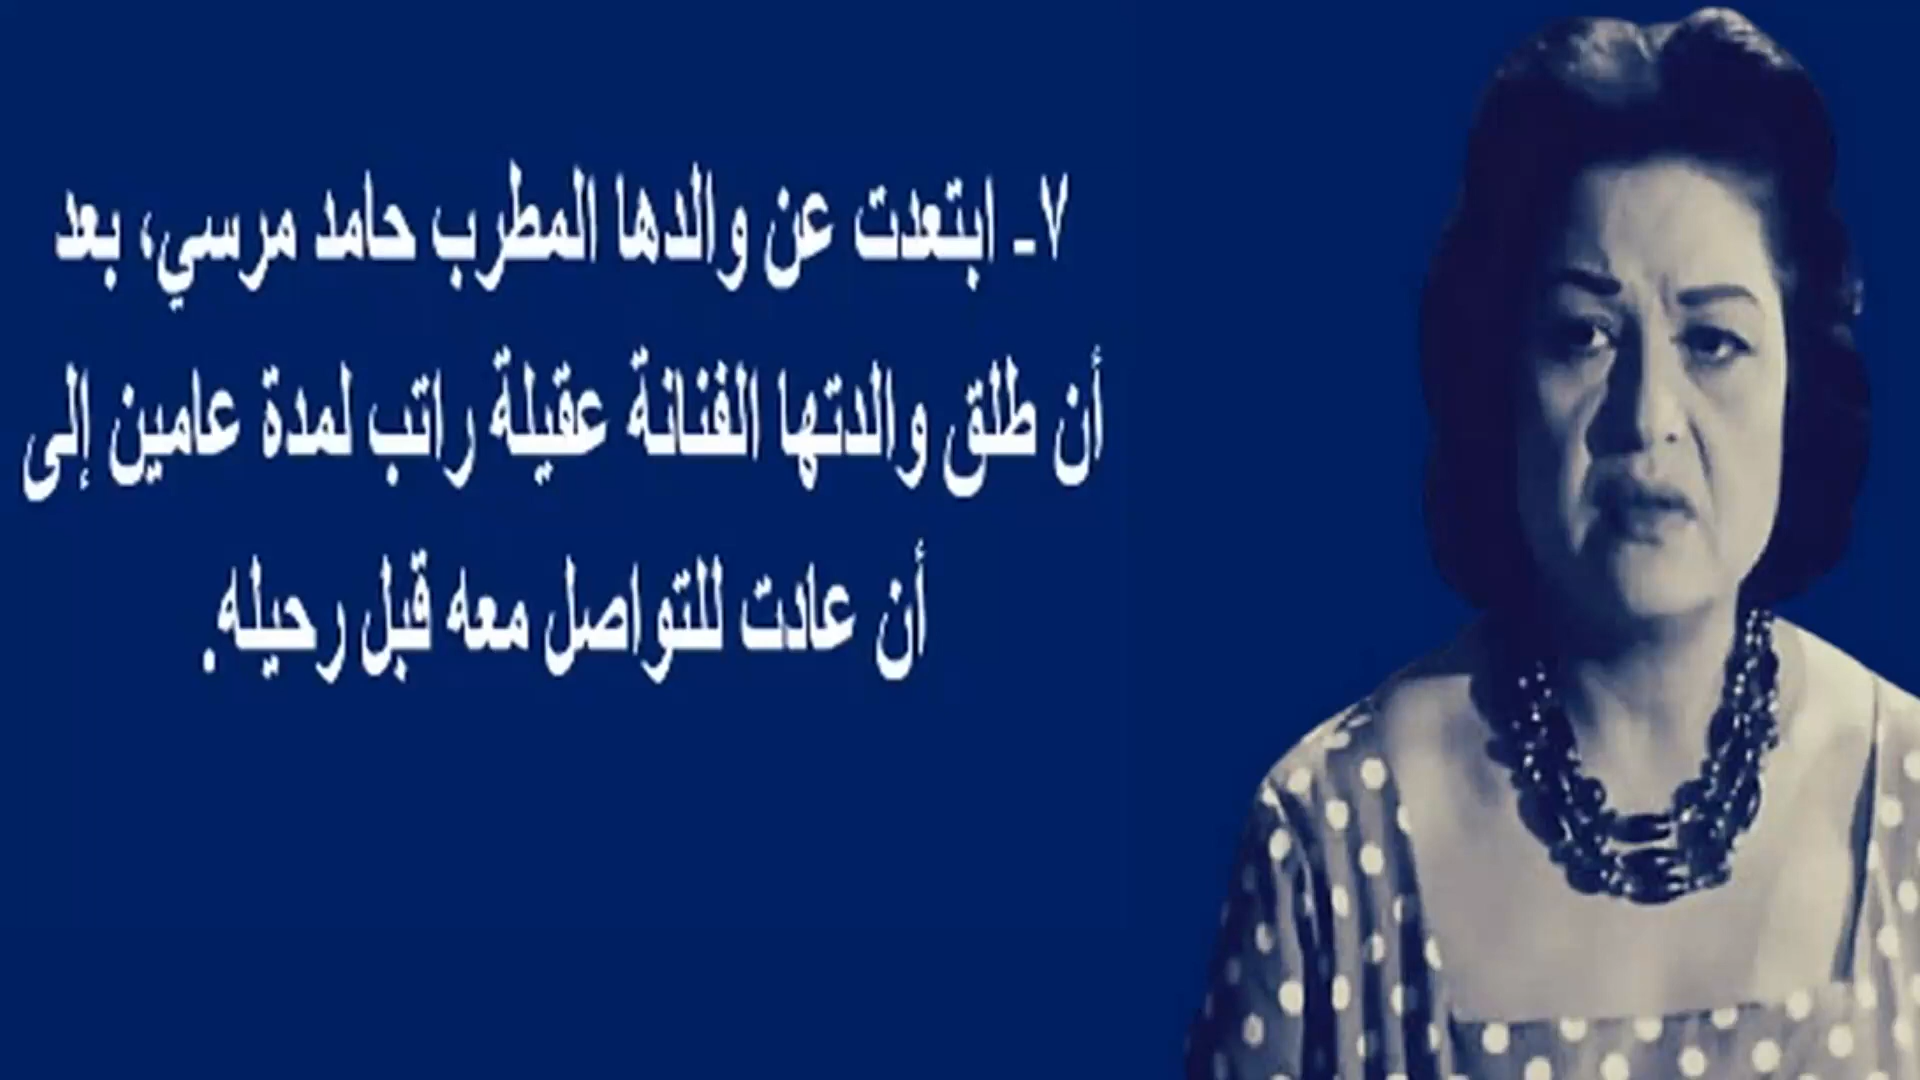 ٧- ابتعدت عن والدها المطرب حامد مرسي، بعد
أن طلق والدتها الفنانة عقيلة راتب لمدة عامين إلى
أن عادت للتواصل معه قبل رحيله.